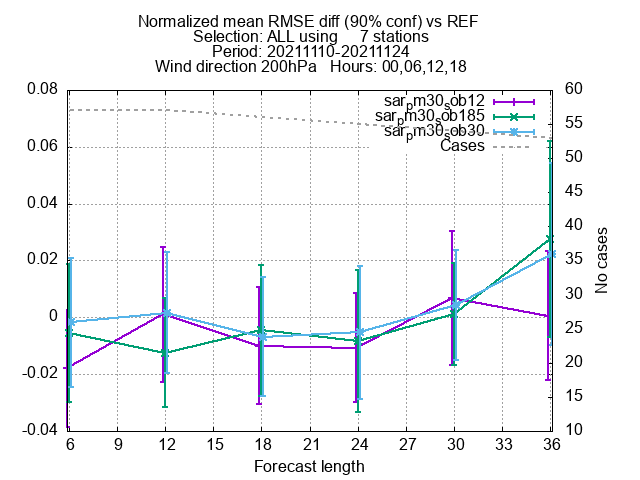 Normalized mean RMSE diff (90% conf) vs REF
Selection: ALL using 7 stations
Period: 20211110-20211124
Wind direction 200hPa Hours: 00,06,12,18
0.08
0.06
0.04
0.02
0
-0.02
-0.04
60
55
50
45
40
35
30
25
20
15
10
No cases
sarpm30sob12
sarpm30sob185
sarpm30sob30
Cases
6 9 12 15 18 21 24 27 30 33 36
Forecast length